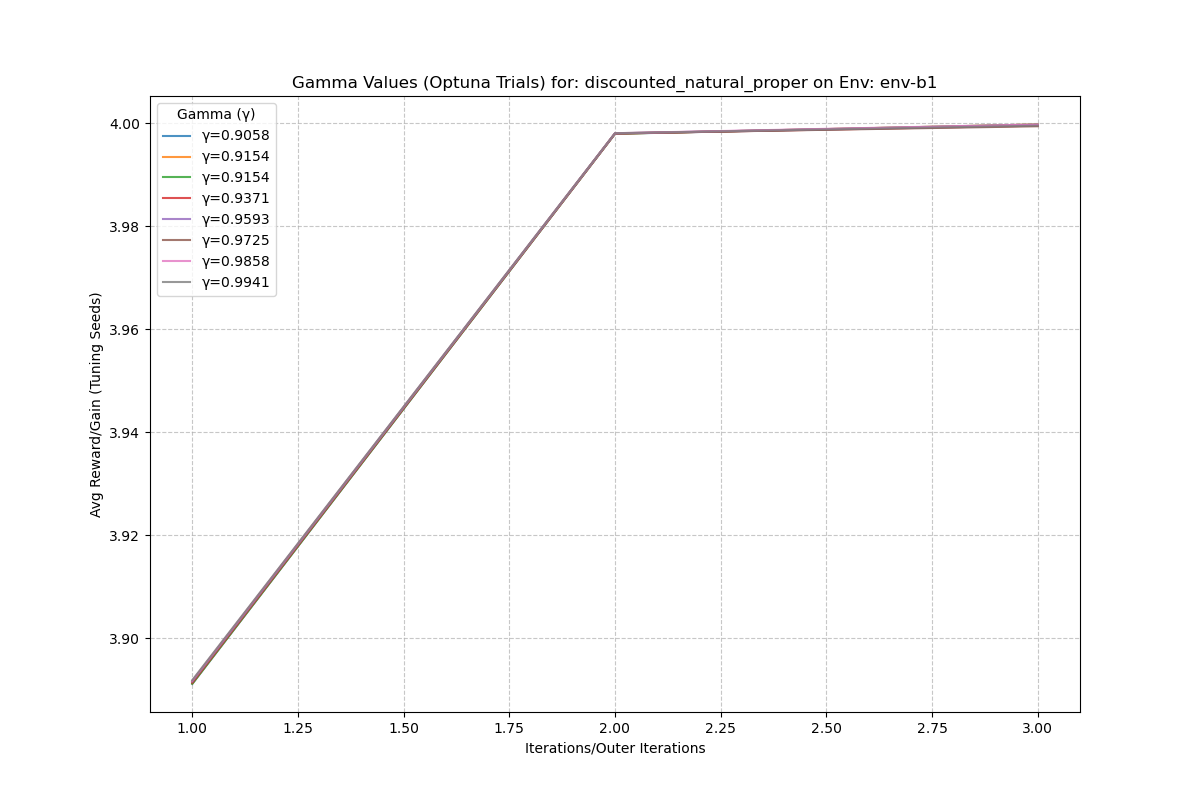 Gamma Values (Optuna Trials) for: discounted_natural_proper on Env: env-b1
Gamma (γ)
γ=0.9058
γ=0.9154
γ=0.9154
γ=0.9371
γ=0.9593
γ=0.9725
γ=0.9858
γ=0.9941
Avg Reward/Gain (Tuning Seeds)
4.00
3.98
3.96
3.94
3.92
3.90
1.00 1.25 1.50 1.75 2.00 2.25 2.50 2.75 3.00
Iterations/Outer Iterations